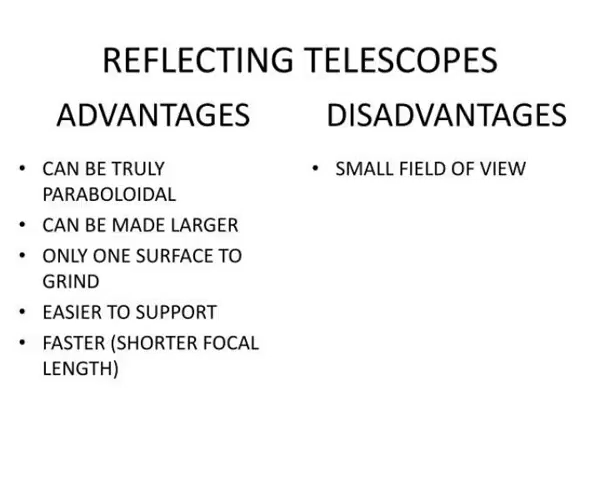 REFLECTING TELESCOPES
ADVANTAGES
• CAN BE TRULY
PARABOLOIDAL
• CAN BE MADE LARGER
• ONLY ONE SURFACE TO
GRIND
• EASIER TO SUPPORT
• FASTER (SHORTER FOCAL
LENGTH)
DISADVANTAGES
• SMALL FIELD OF VIEW